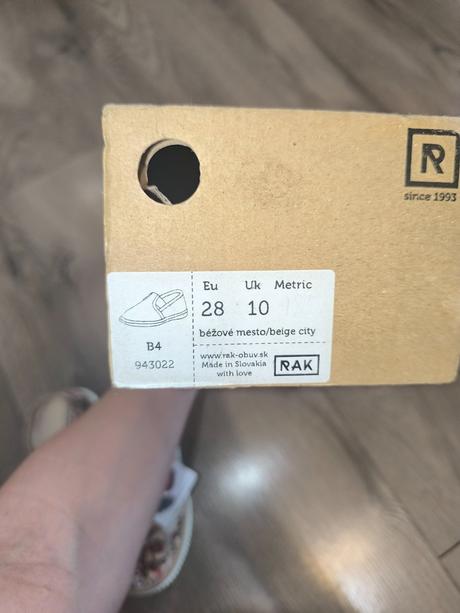 R
since 1993
Eu Uk Metric
28 10
béžové mesto/beige city
B4
943022
www.rak-obuv.sk
Made in Slovakia
with love
RAK